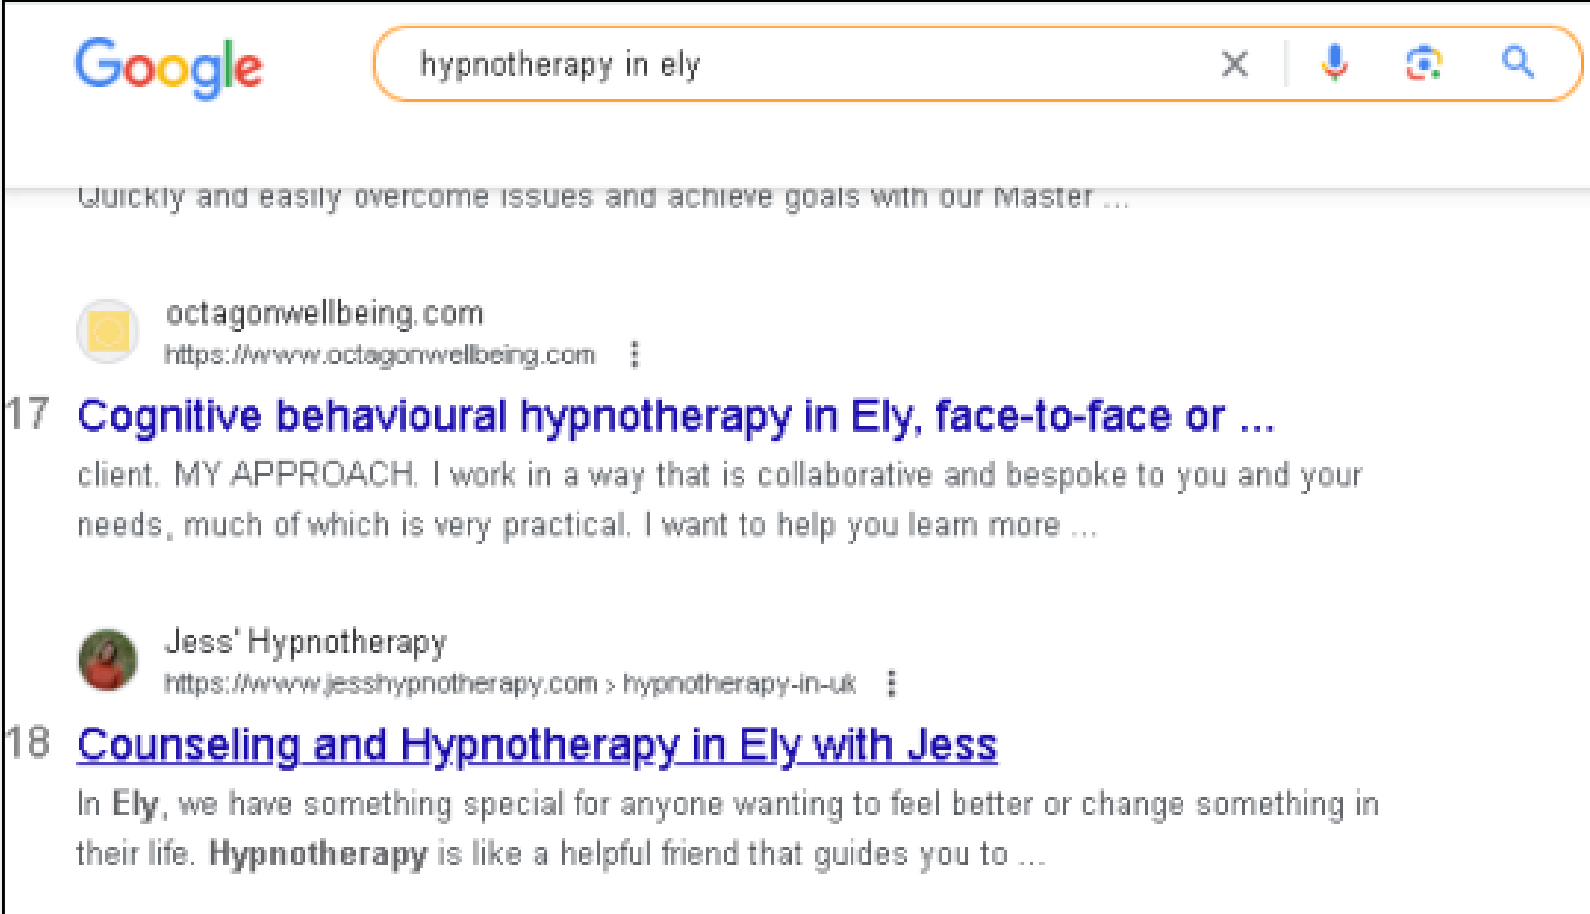 Google
hypnotherapy in ely
Quickly and easily overcome issues and achieve goals with our Master ...
octagonwellbeing.com
https://www.octagonwellbeing.com
17 Cognitive behavioural hypnotherapy in Ely, face-to-face or ...
client. MY APPROACH. I work in a way that is collaborative and bespoke to you and your
needs, much of which is very practical. I want to help you learn more ...
Jess' Hypnotherapy
https://www.jesshypnotherapy.com › hypnotherapy-in-uk
18 Counseling and Hypnotherapy in Ely with Jess
In Ely, we have something special for anyone wanting to feel better or change something in
their life. Hypnotherapy is like a helpful friend that guides you to ...